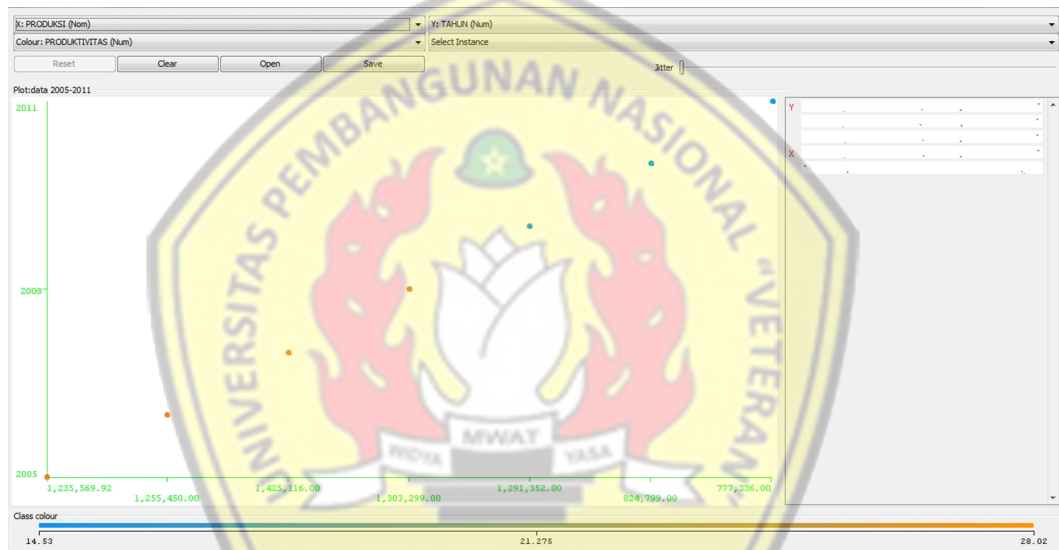 X: PRODUKSI (Nom) Y: TAHUN (Num)
Colour: PRODUKTIVITAS (Num) Select Instance
Reset Clear Open Save Jitter
Plot:data 2005-2011
2011
2008
2005
1,235,569.92 1,425,116.00 1,291,352.00 777,336.00
1,255,450.00 1,303,299.00 824,799.00
Y
X
Class colour
14.53 21.275 28.02
UNIVERSITAS PEMBANGUNAN NASIONAL "VETERAN
WIDYA MWAT YASA